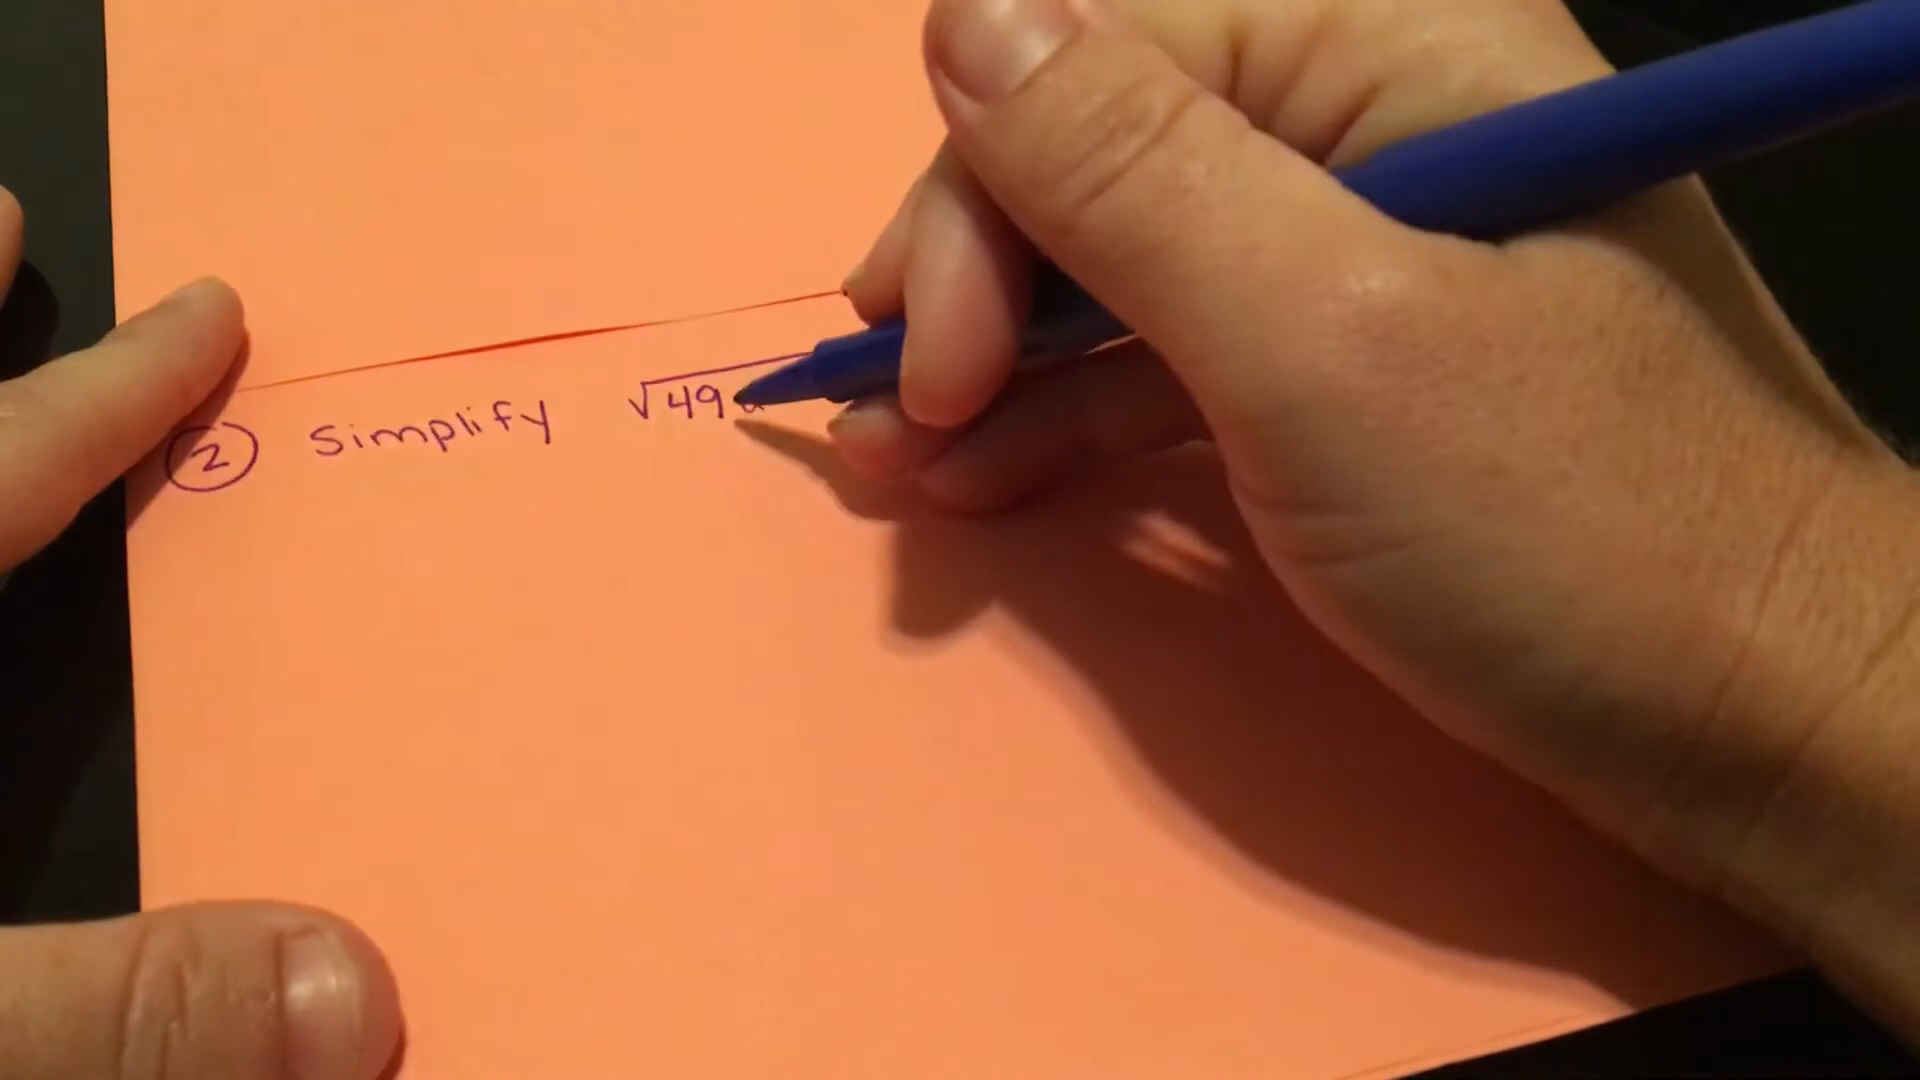 ② Simplify √49